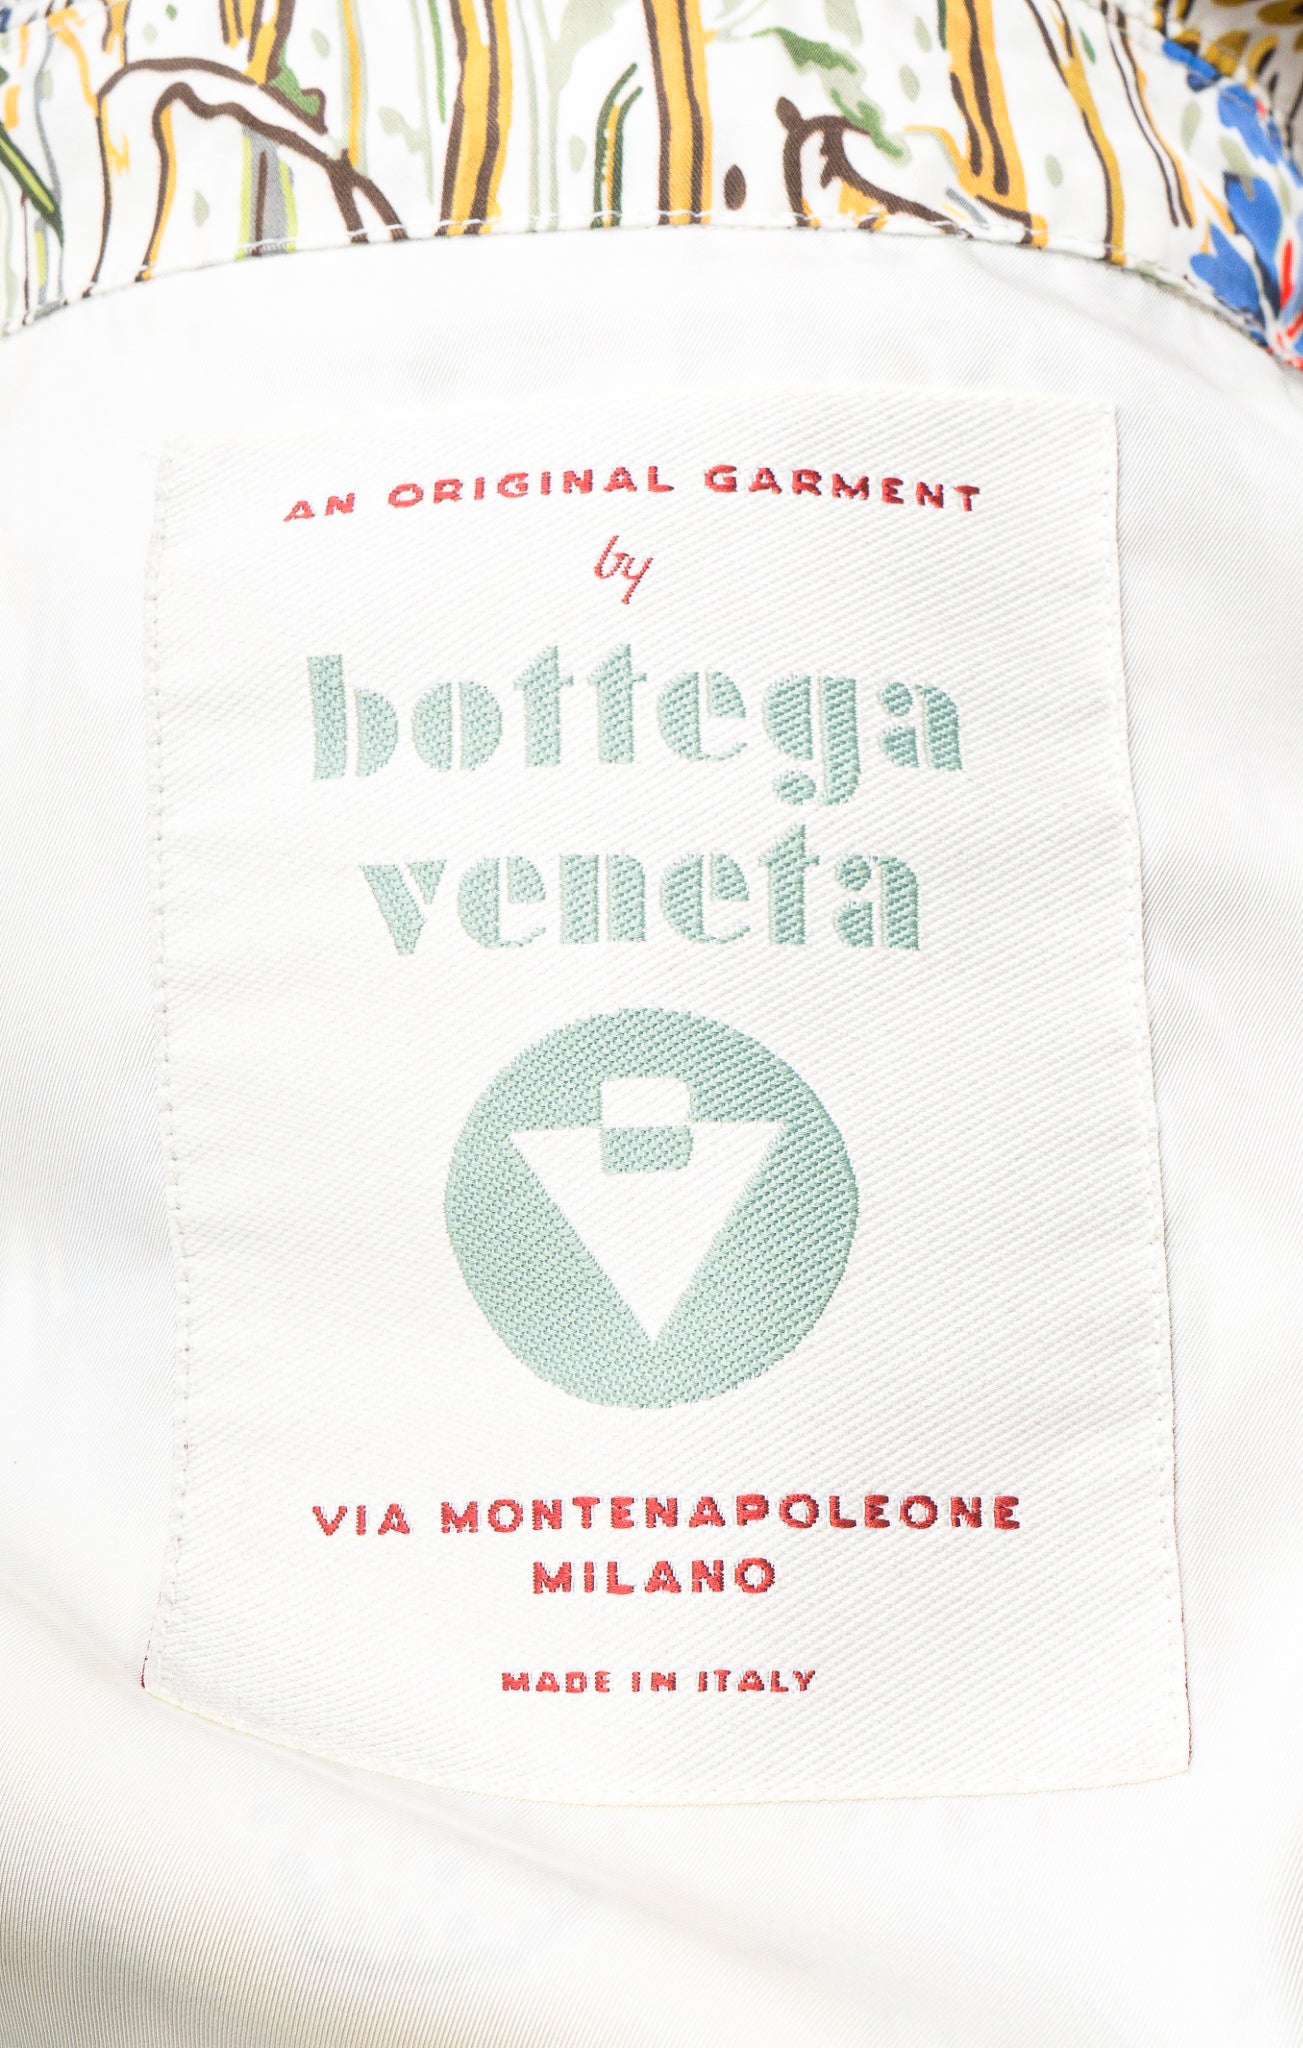 AN ORIGINAL GARMENT
by
bottega
veneta
VIA MONTENAPOLEONE
MILANO
MADE IN ITALY